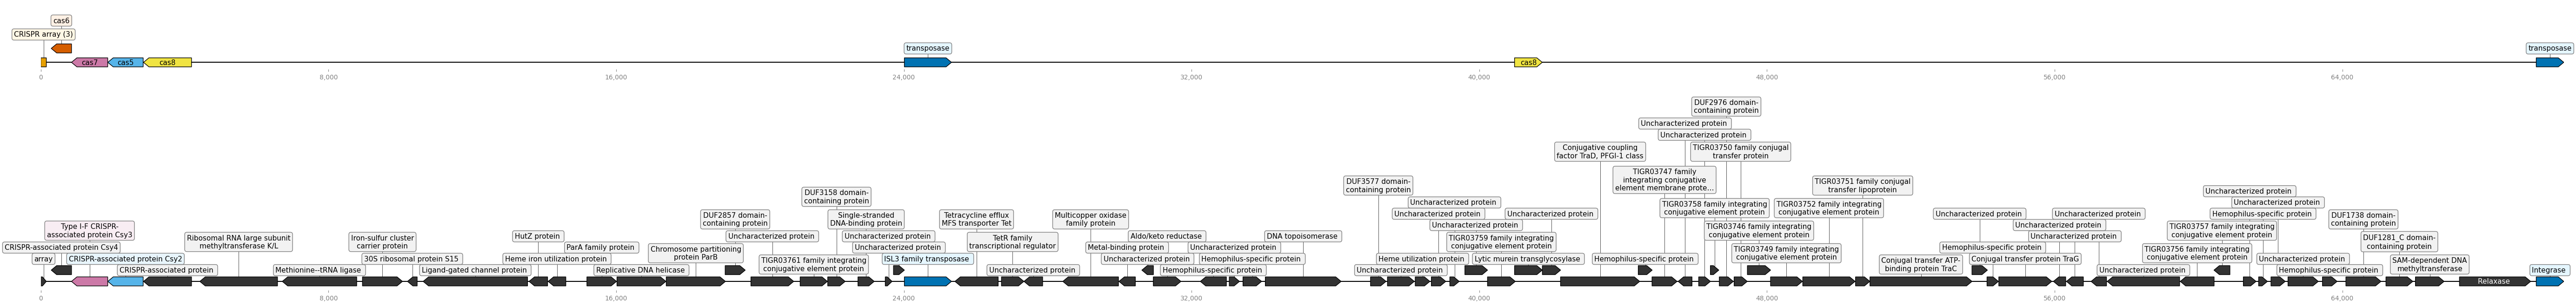 cas6
CRISPR array (3)
transposase
transposase
cas7
cas5
cas8
cas8
0
8,000
16,000
24,000
32,000
40,000
48,000
56,000
64,000
DUF2976 domain-
containing protein
Uncharacterized protein
Uncharacterized protein
Conjugative coupling
factor TraD, PFGI-1 class
TIGR03750 family conjugal
transfer protein
TIGR03747 family
integrating conjugative
element membrane prote...
DUF3577 domain-
containing protein
TIGR03751 family conjugal
transfer lipoprotein
DUF3158 domain-
containing protein
Uncharacterized protein
Uncharacterized protein
Uncharacterized protein
TIGR03758 family integrating
conjugative element protein
TIGR03752 family integrating
conjugative element protein
DUF2857 domain-
containing protein
Single-stranded
DNA-binding protein
Tetracycline efflux
MFS transporter Tet
Multicopper oxidase
family protein
Uncharacterized protein
Uncharacterized protein
Uncharacterized protein
Uncharacterized protein
Hemophilus-specific protein
DUF1738 domain-
containing protein
Type I-F CRISPR-
associated protein Csy3
Uncharacterized protein
TIGR03746 family integrating
conjugative element protein
Uncharacterized protein
TIGR03757 family integrating
conjugative element protein
Ribosomal RNA large subunit
methyltransferase K/L
Iron-sulfur cluster
carrier protein
HutZ protein
Uncharacterized protein
Uncharacterized protein
TetR family
transcriptional regulator
Aldo/keto reductase
DNA topoisomerase
TIGR03759 family integrating
conjugative element protein
Uncharacterized protein
DUF1281_C domain-
containing protein
CRISPR-associated protein Csy4
ParA family protein
Chromosome partitioning
protein ParB
Uncharacterized protein
Metal-binding protein
Uncharacterized protein
TIGR03749 family integrating
conjugative element protein
Hemophilus-specific protein
TIGR03756 family integrating
conjugative element protein
array
CRISPR-associated protein Csy2
30S ribosomal protein S15
Heme iron utilization protein
TIGR03761 family integrating
conjugative element protein
ISL3 family transposase
Uncharacterized protein
Hemophilus-specific protein
Heme utilization protein
Lytic murein transglycosylase
Hemophilus-specific protein
Conjugal transfer ATP-
binding protein TraC
Conjugal transfer protein TraG
Uncharacterized protein
SAM-dependent DNA
methyltransferase
CRISPR-associated protein
Methionine--tRNA ligase
Ligand-gated channel protein
Replicative DNA helicase
Uncharacterized protein
Hemophilus-specific protein
Uncharacterized protein
Uncharacterized protein
Hemophilus-specific protein
Integrase
Relaxase
0
8,000
16,000
24,000
32,000
40,000
48,000
56,000
64,000